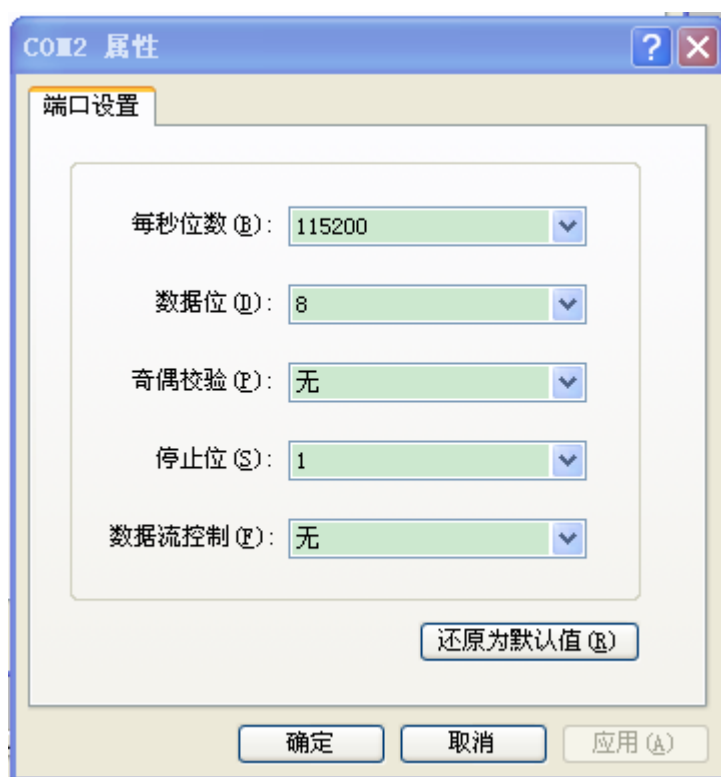 COM2 属性
端口设置
每秒位数(B): 115200
数据位(D): 8
奇偶校验(P): 无
停止位(S): 1
数据流控制(F): 无
还原为默认值(R)
确定 取消 应用(A)